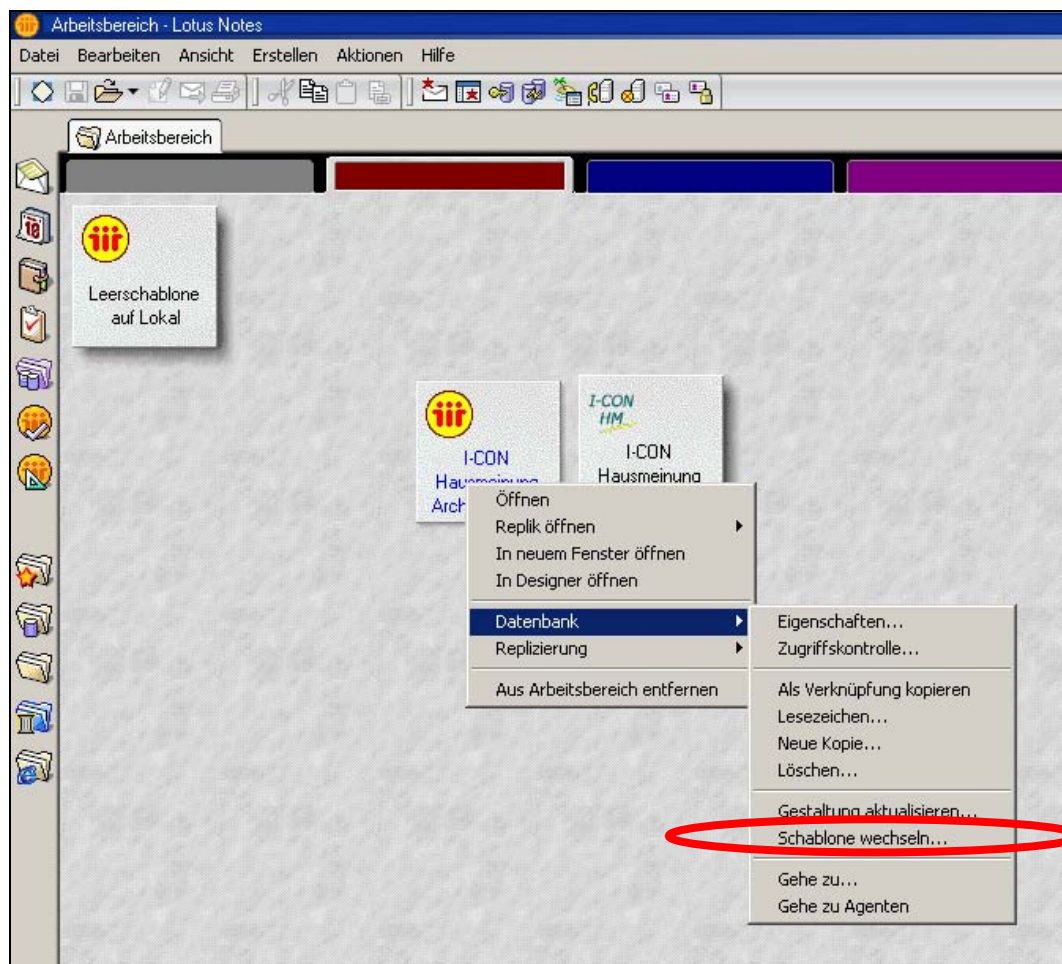 Arbeitsbereich - Lotus Notes
Datei Bearbeiten Ansicht Erstellen Aktionen Hilfe
Arbeitsbereich
Leerschablone
auf Lokal
I-CON
HM
I-CON
Hausmeinung
I-CON
Hausmeinung
Arch
Öffnen
Replik öffnen
In neuem Fenster öffnen
In Designer öffnen
Datenbank
Replizierung
Aus Arbeitsbereich entfernen
Eigenschaften...
Zugriffskontrolle...
Als Verknüpfung kopieren
Lesezeichen...
Neue Kopie...
Löschen...
Gestaltung aktualisieren...
Schablone wechseln...
Gehe zu...
Gehe zu Agenten